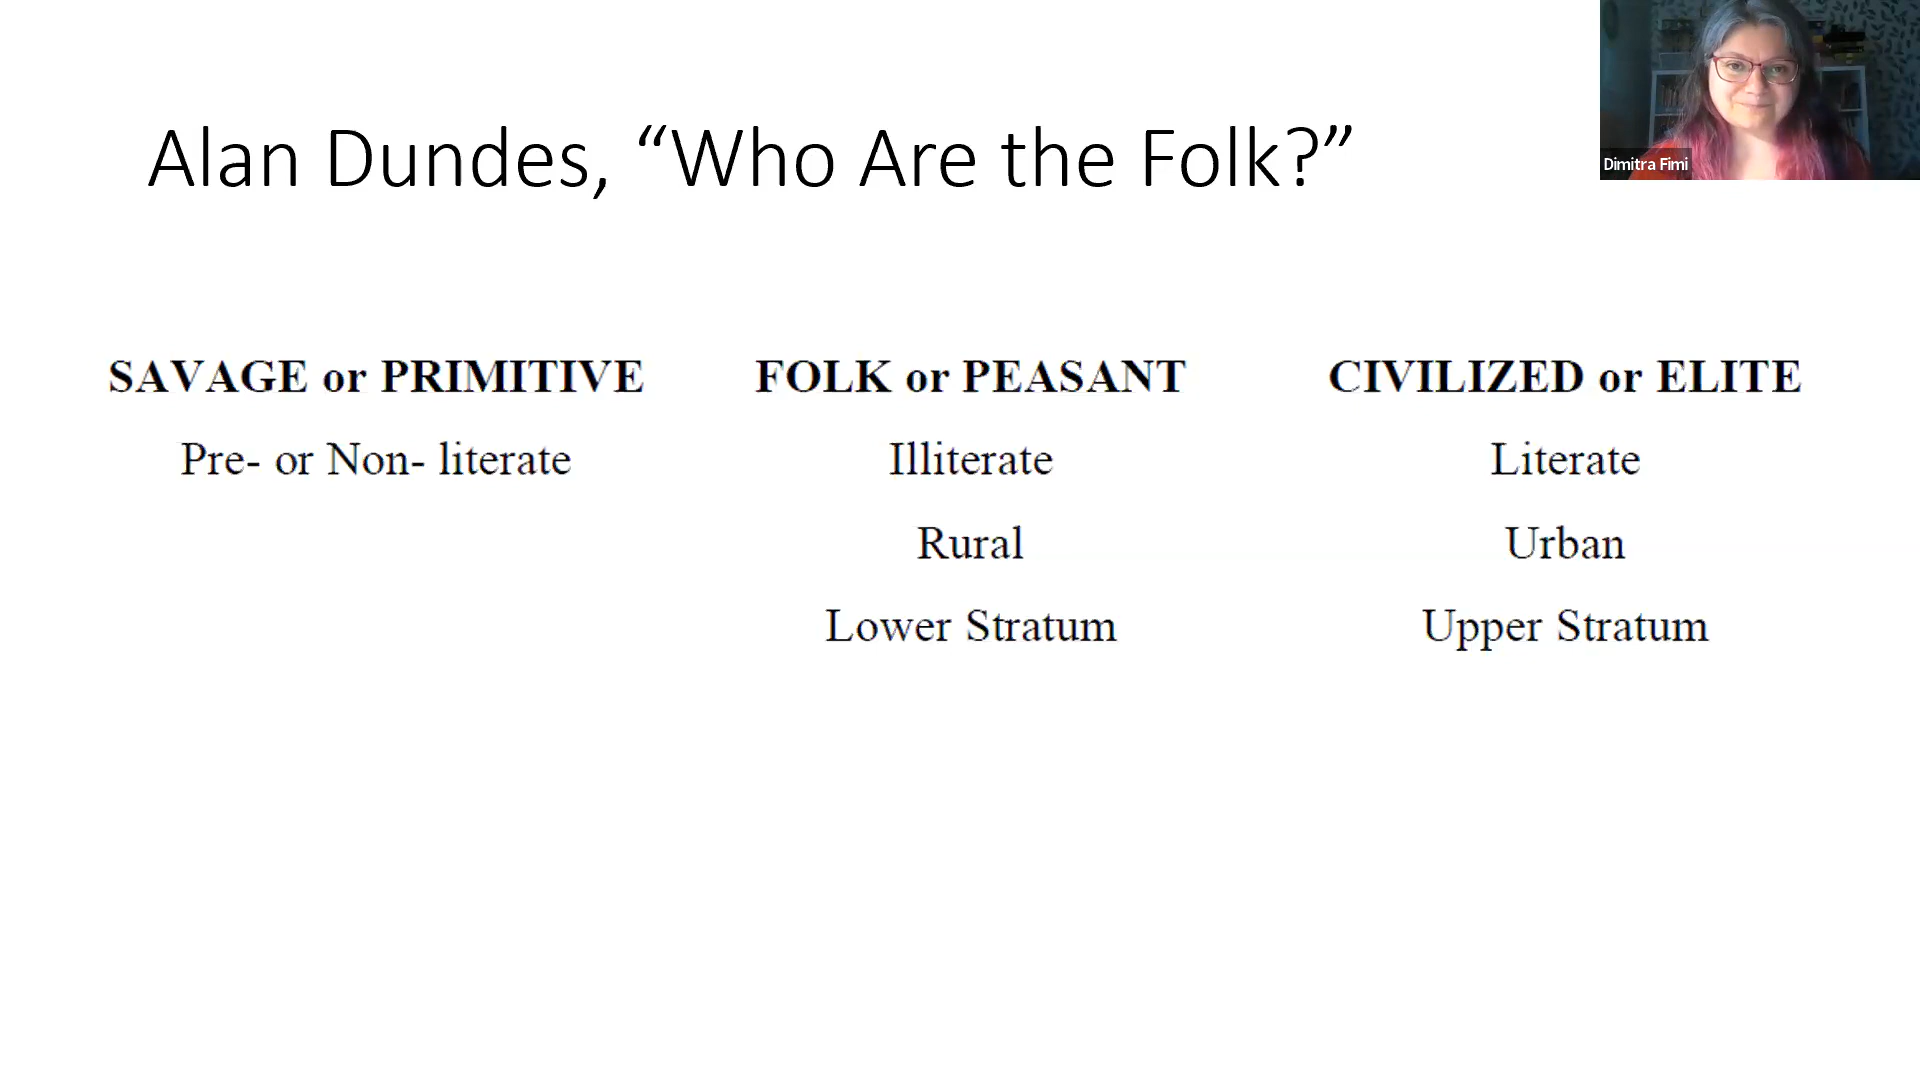 Alan Dundes, “Who Are the Folk?”
Dimitra Fimi
SAVAGE or PRIMITIVE FOLK or PEASANT CIVILIZED or ELITE
Pre- or Non- literate Illiterate Literate
Rural Urban
Lower Stratum Upper Stratum